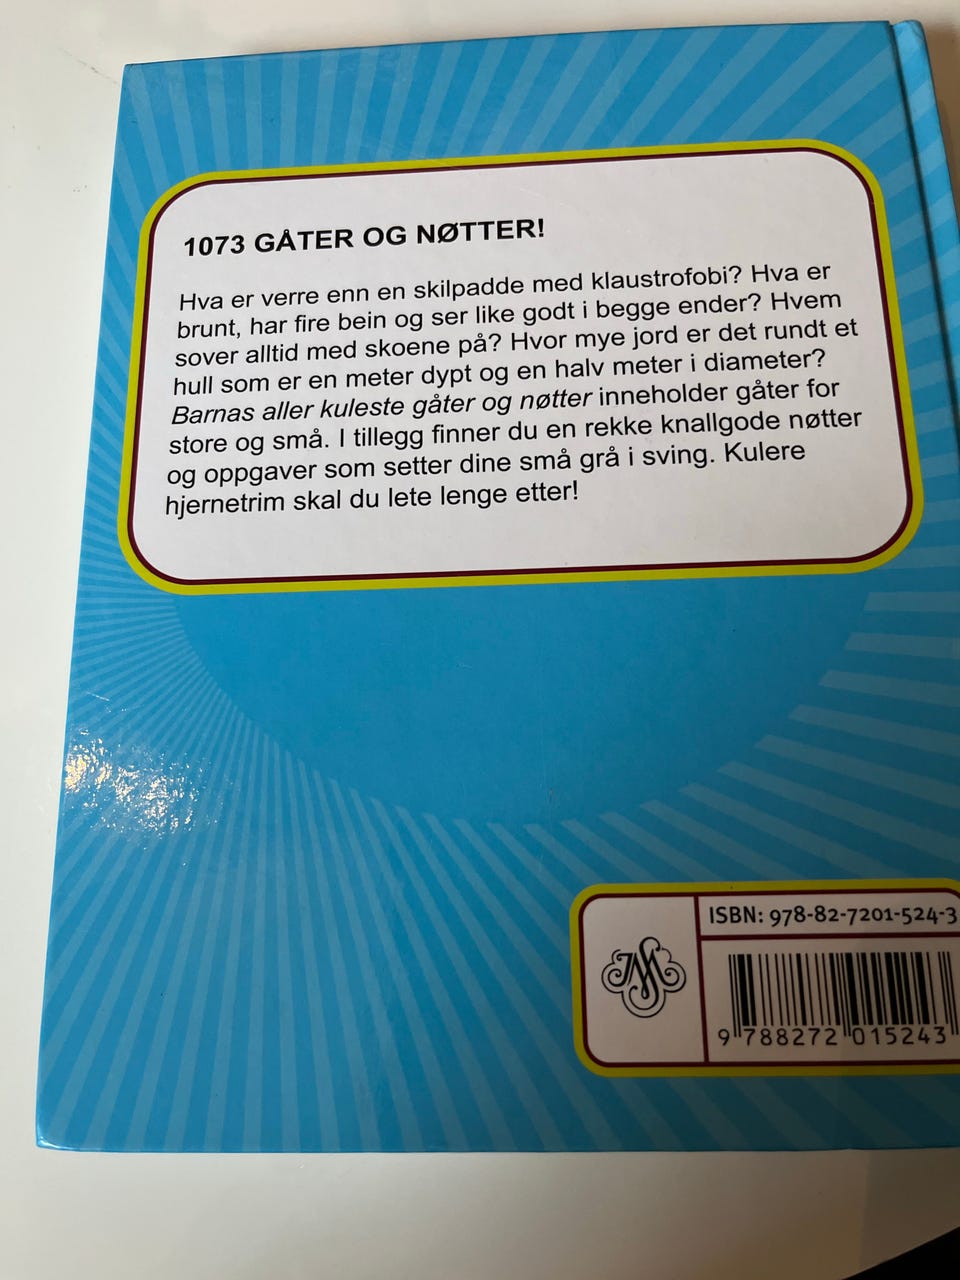 1073 GÅTER OG NØTTER!
Hva er verre enn en skilpadde med klaustrofobi? Hva er
brunt, har fire bein og ser like godt i begge ender? Hvem
sover alltid med skoene på? Hvor mye jord er det rundt et
hull som er en meter dypt og en halv meter i diameter?
Barnas aller kuleste gåter og nøtter inneholder gåter for
store og små. I tillegg finner du en rekke knallgode nøtter
og oppgaver som setter dine små grå i sving. Kulere
hjernetrim skal du lete lenge etter!
ISBN: 978-82-7201-524-3
9 788272 015243